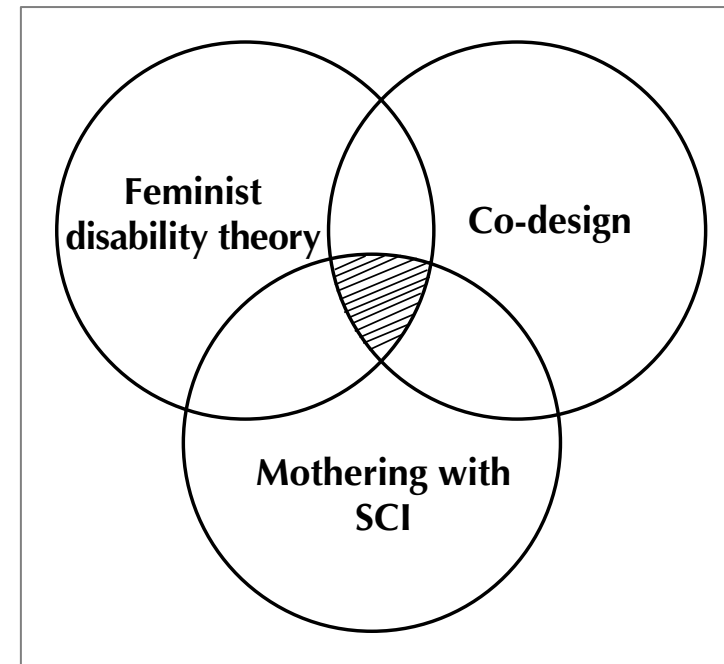 Feminist
disability theory
Co-design
Mothering with
SCI